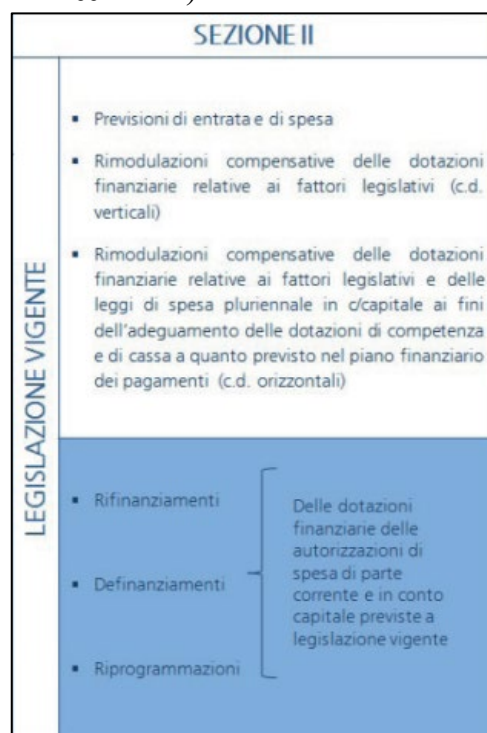 SEZIONE II
LEGISLAZIONE VIGENTE
▪ Previsioni di entrata e di spesa
▪ Rimodulazioni compensative delle dotazioni
finanziarie relative ai fattori legislativi (c.d.
verticali)
▪ Rimodulazioni compensative delle dotazioni
finanziarie relative ai fattori legislativi e delle
leggi di spesa pluriennale in c/capitale ai fini
dell'adeguamento delle dotazioni di competenza
e di cassa a quanto previsto nel piano finanziario
dei pagamenti (c.d. orizzontali)
▪ Rifinanziamenti
▪ Definanziamenti
▪ Riprogrammazioni
Delle dotazioni
finanziarie delle
autorizzazioni di
spesa di parte
corrente e in conto
capitale previste a
legislazione vigente